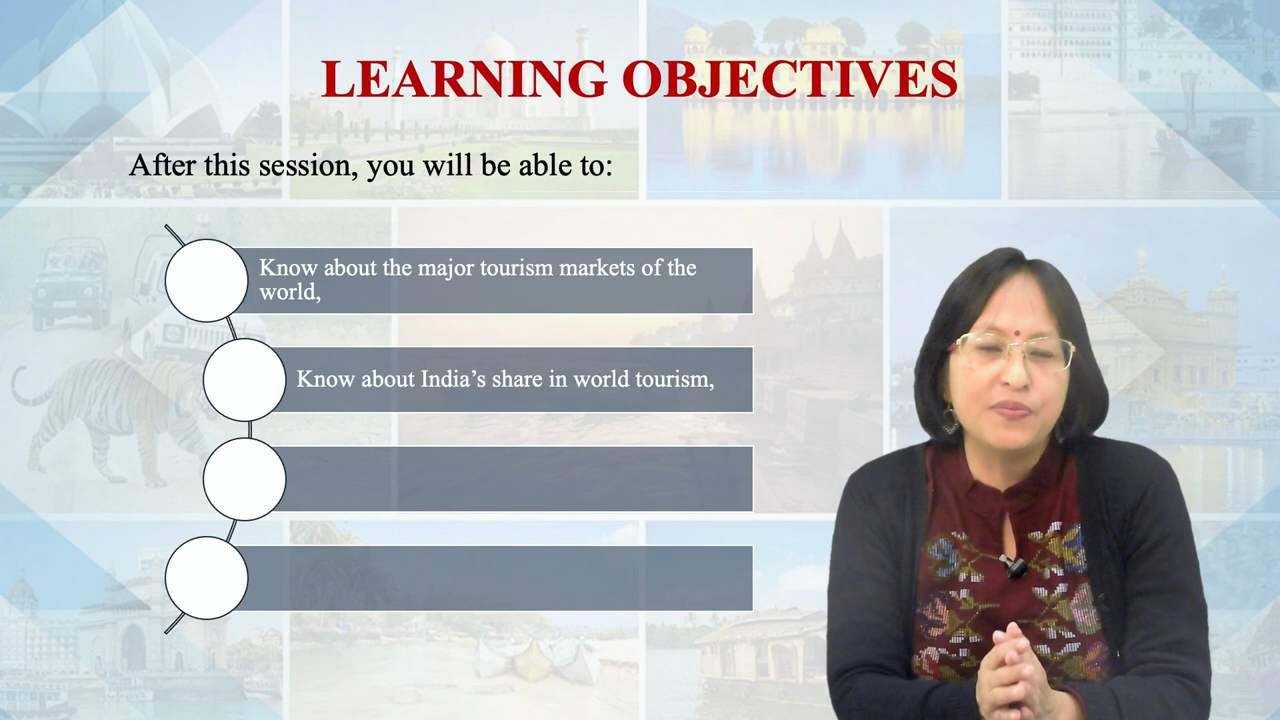 LEARNING OBJECTIVES
After this session, you will be able to:
Know about the major tourism markets of the
world,
Know about India’s share in world tourism,